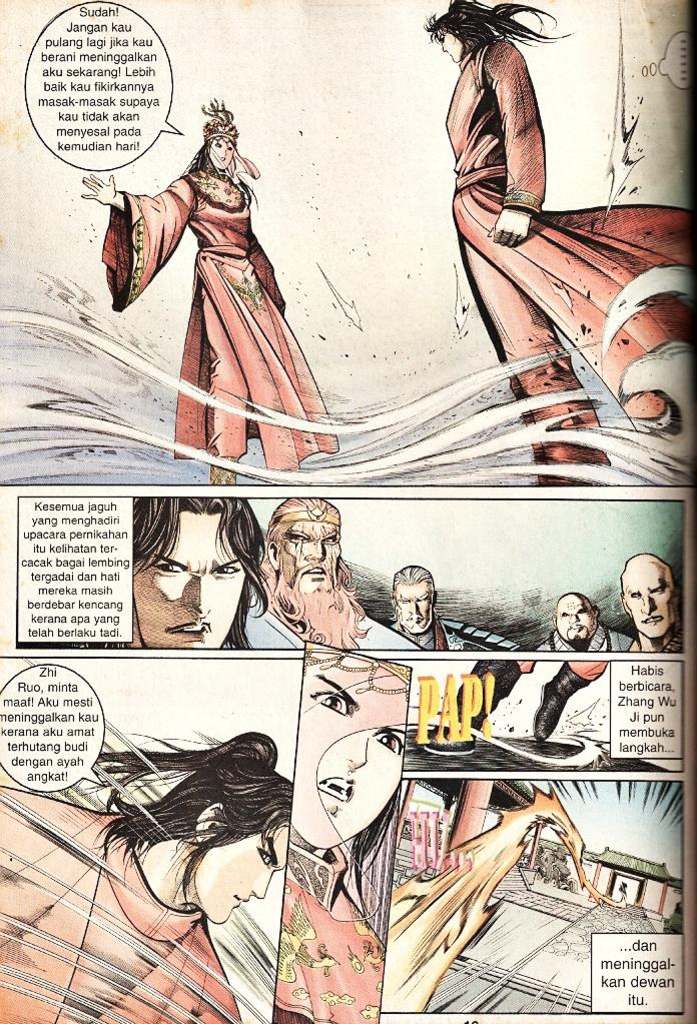 Sudah!
Jangan kau
pulang lagi jika kau
berani meninggalkan
aku sekarang! Lebih
baik kau fikirkannya
masak-masak supaya
kau tidak akan
menyesal pada
kemudian hari!
Kesemua jaguh
yang menghadiri
upacara pernikahan
itu kelihatan ter-
cacak bagai lembing
tergadai dan hati
mereka masih
berdebar kencang
kerana apa yang
telah berlaku tadi.
Zhi
Ruo, minta
maaf! Aku mesti
meninggalkan kau
kerana aku amat
terhutang budi
dengan ayah
angkat!
PAP!
Habis
berbicara,
Zhang Wu
Ji pun
membuka
langkah...
...dan
meninggal-
kan dewan
itu.